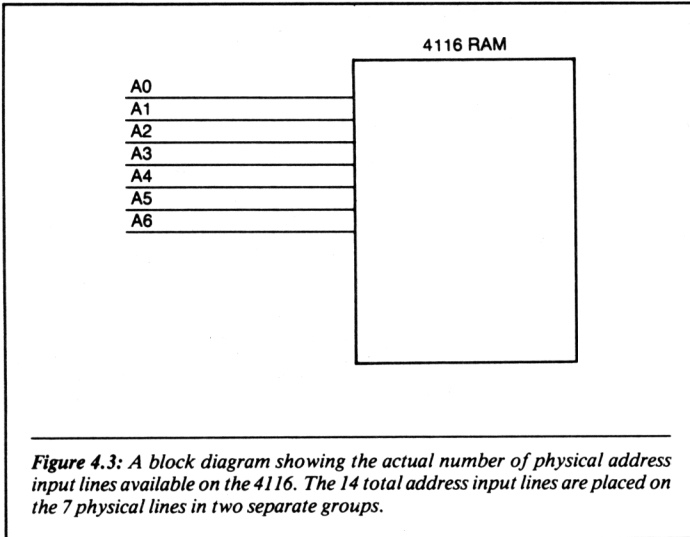 4116 RAM
A0
A1
A2
A3
A4
A5
A6
Figure 4.3: A block diagram showing the actual number of physical address
input lines available on the 4116. The 14 total address input lines are placed on
the 7 physical lines in two separate groups.